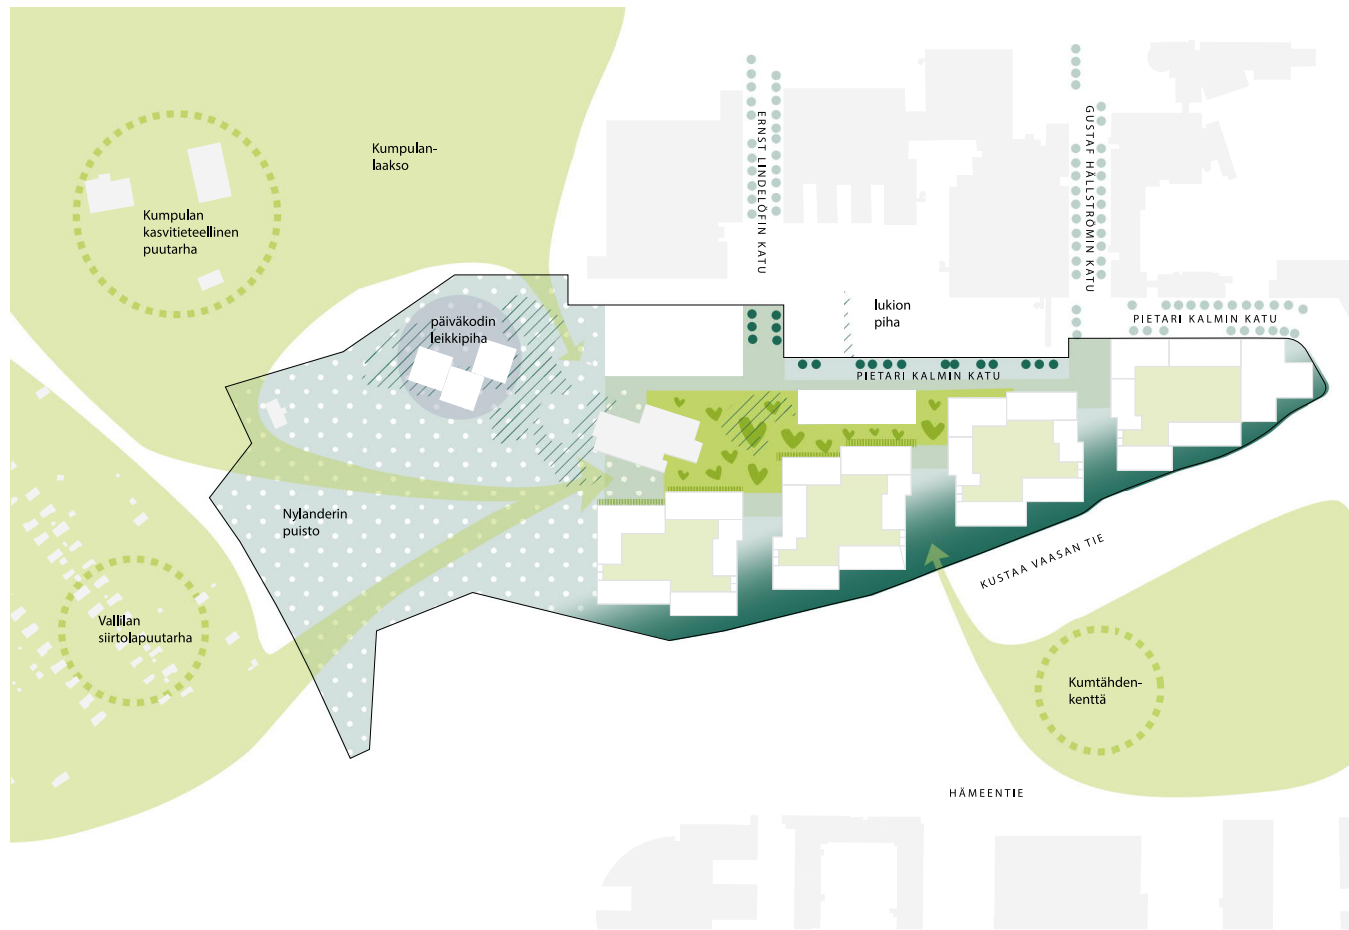 Kumpulan-
laakso
Kumpulan
kasvitieteellinen
puutarha
ERNST LINDELÖFIN KATU
GUSTAF HÄLLSTRÖMIN KATU
päiväkodin
leikkipiha
lukion
piha
PIETARI KALMIN KATU
PIETARI KALMIN KATU
Nylanderin
puisto
KUSTAA VAASAN TIE
Vallilan
siirtolapuutarha
Kumtähden-
kenttä
HÄMEENTIE